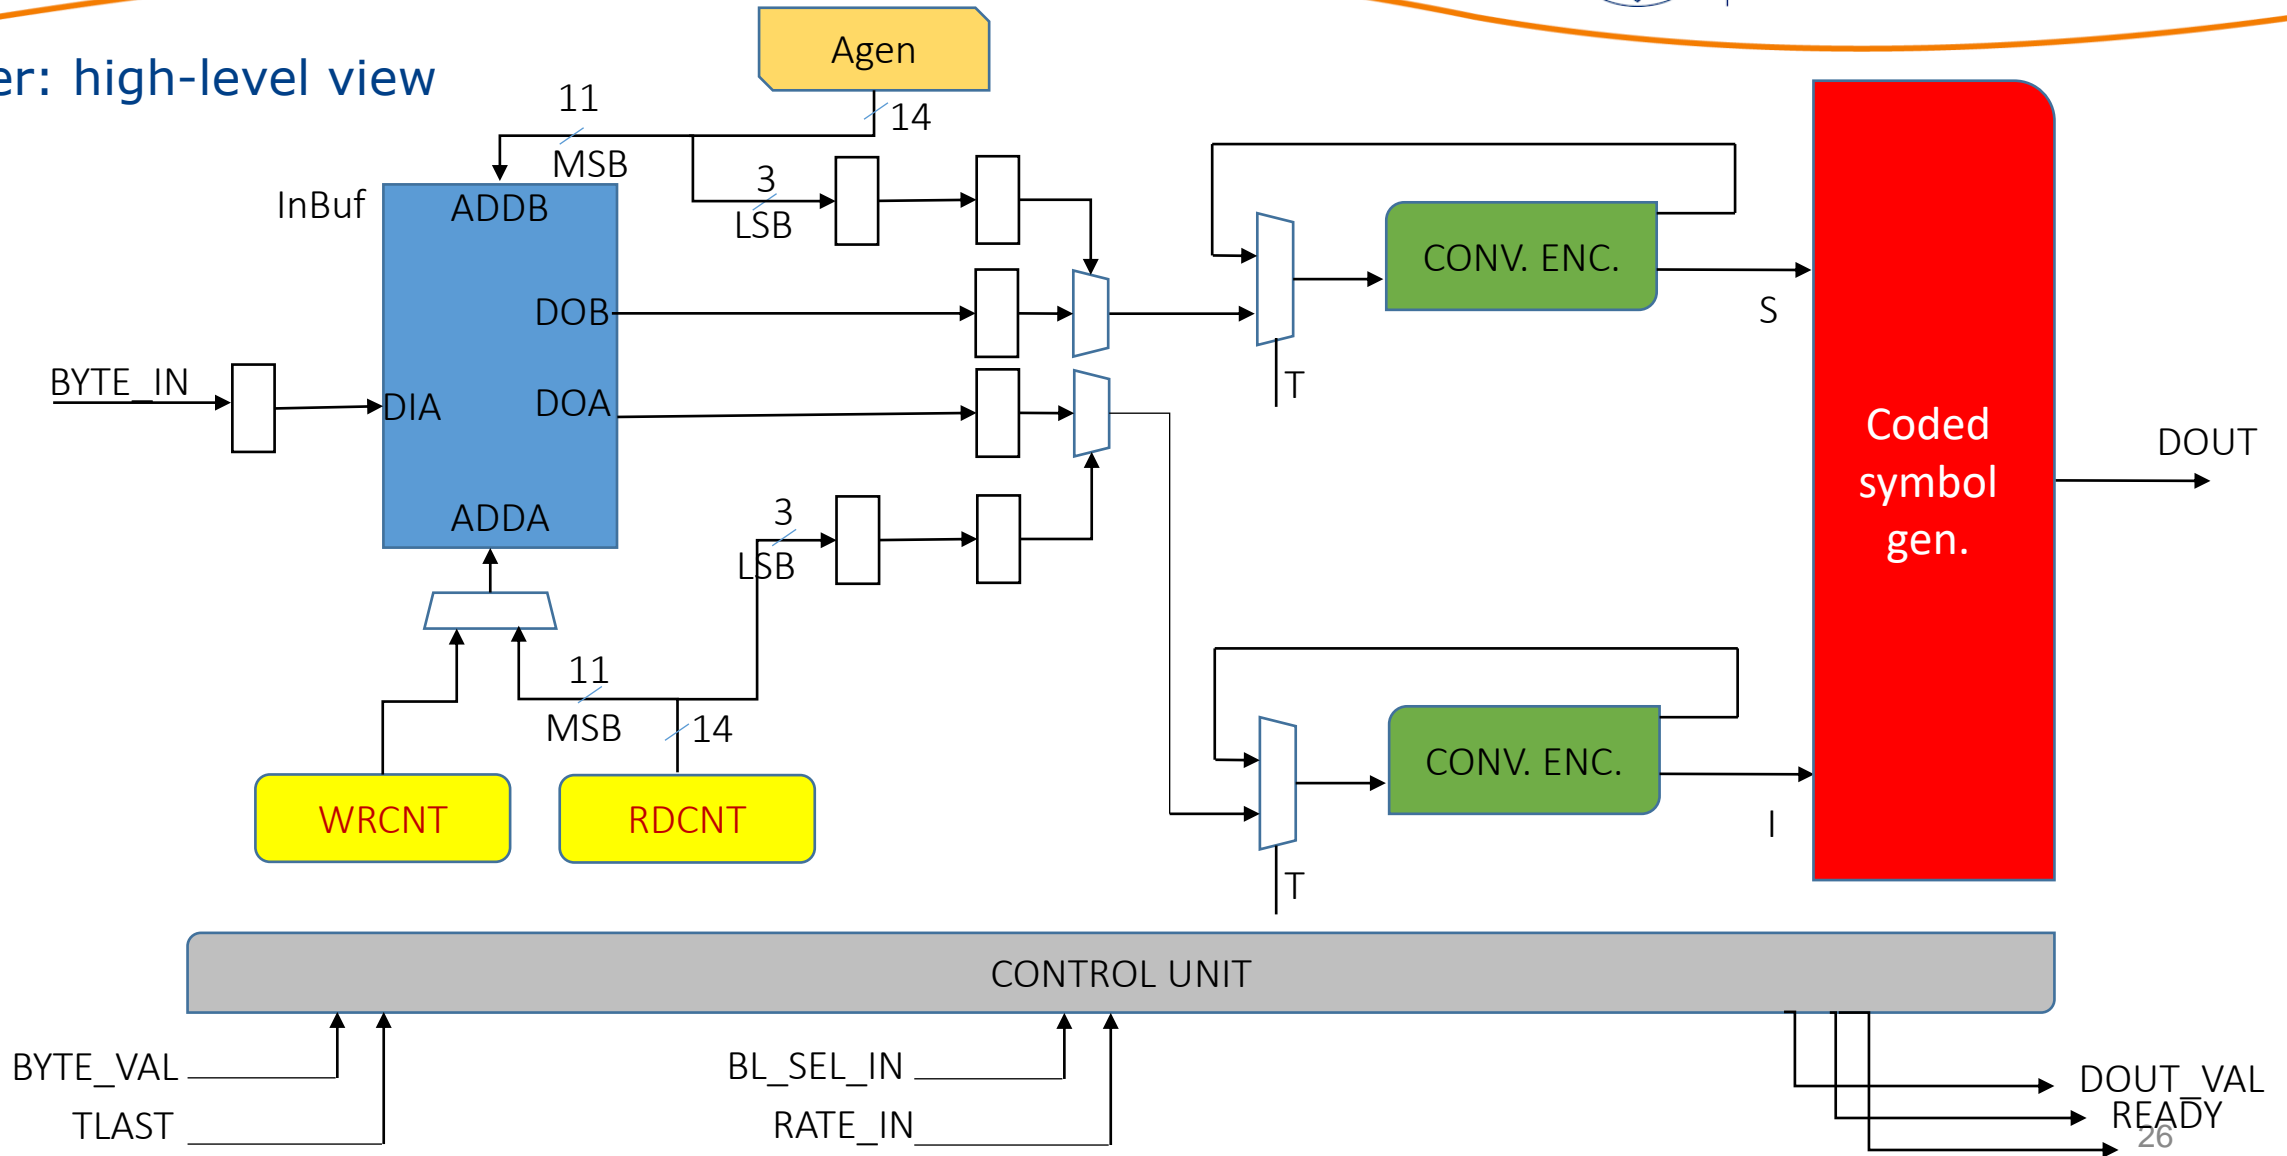 er: high-level view
Agen
14
11
MSB
3
LSB
InBuf
ADDB
DOB
DOA
DIA
ADDA
BYTE_IN
3
LSB
11
MSB
14
WRCNT
RDCNT
CONV. ENC.
S
T
CONV. ENC.
I
T
Coded
symbol
gen.
DOUT
CONTROL UNIT
BYTE_VAL
TLAST
BL_SEL_IN
RATE_IN
DOUT_VAL
READY
26